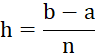 h = (b − a) / n